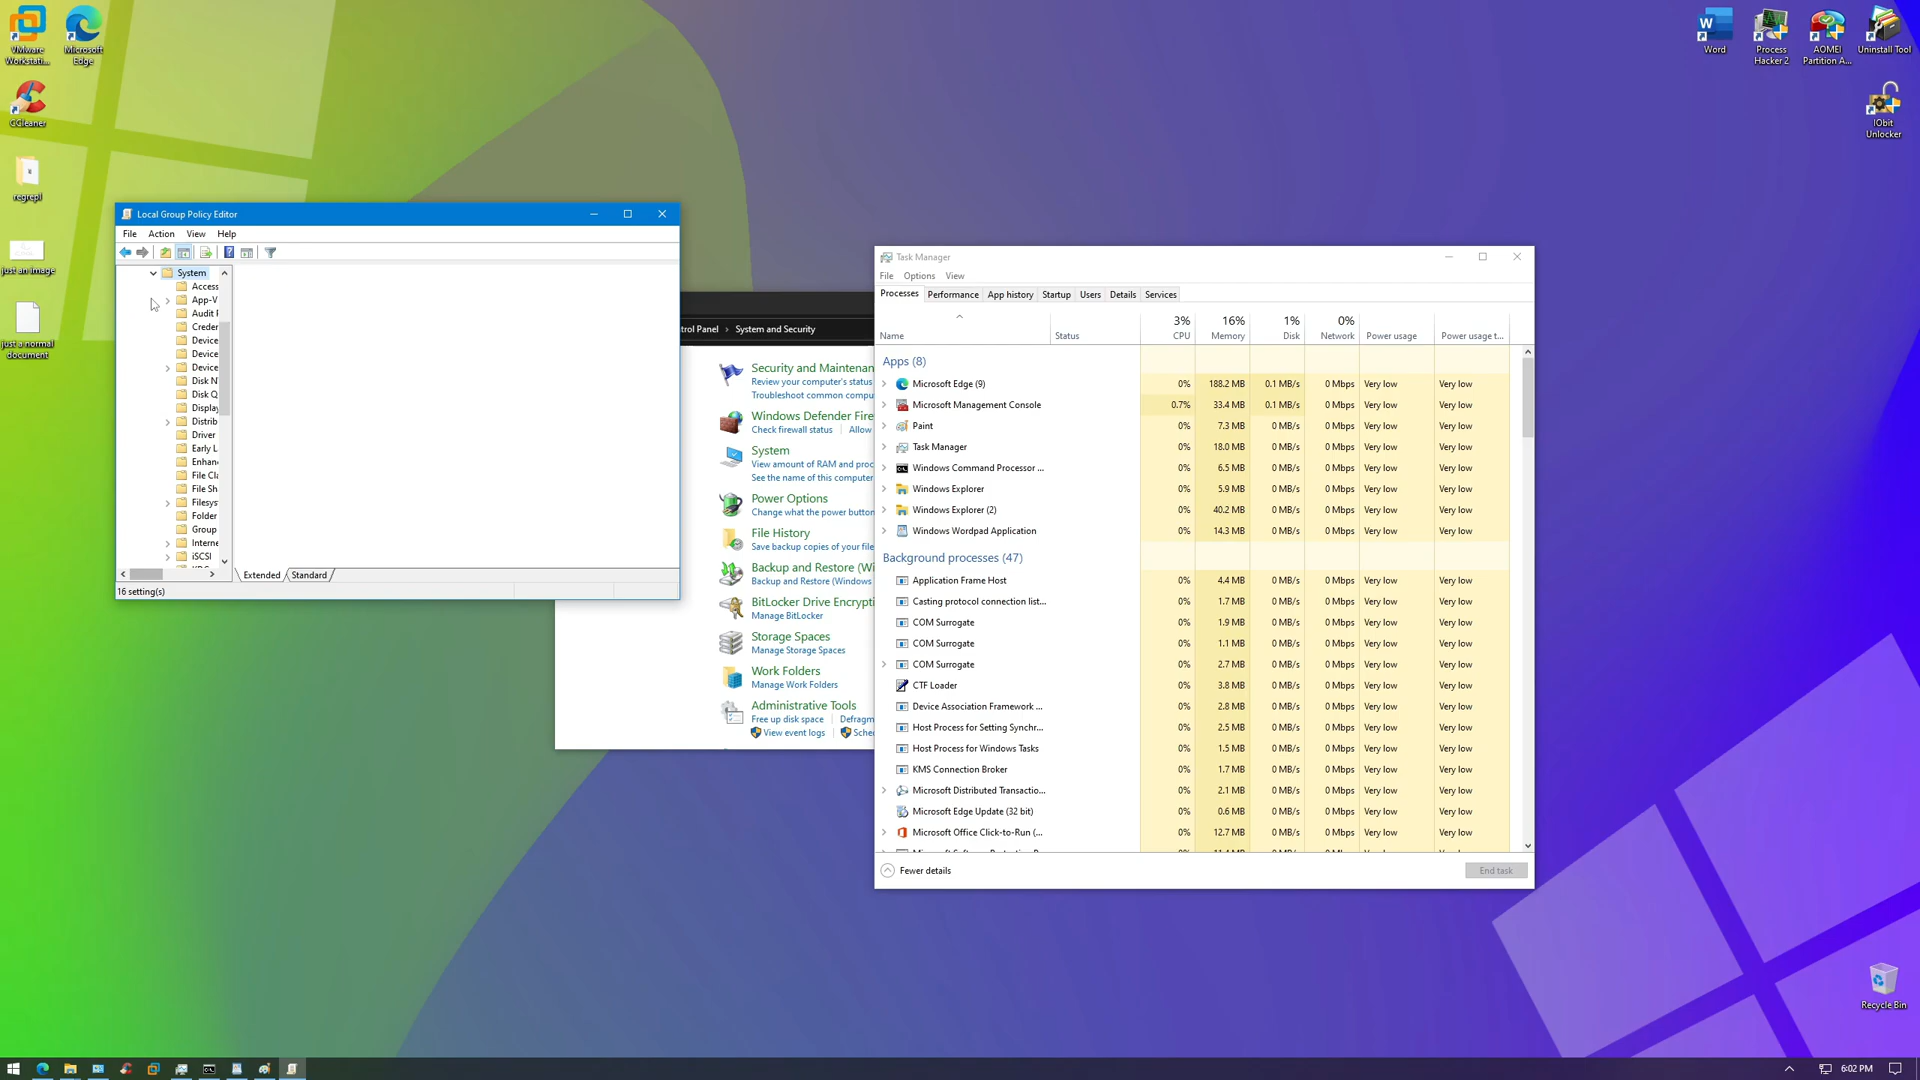 VMware
Workstati...
Microsoft
Edge
CCleaner
regrepl
just an image
just a normal
document
Word
Process
Hacker 2
AOMEI
Partition A...
Uninstall Tool
IObit
Unlocker
Recycle Bin
Local Group Policy Editor
File Action View Help
System
Access
App-V
Audit
Creder
Device
Device
Device
Disk N
Disk Q
Display
Distrib
Driver
Early L
Enhan
File Cla
File Sh
Filesys
Folder
Group
Interne
iSCSI
Extended Standard
16 setting(s)
trol Panel › System and Security
Security and Maintenan
Review your computer's status
Troubleshoot common compu
Windows Defender Fire
Check firewall status Allow
System
View amount of RAM and proc
See the name of this computer
Power Options
Change what the power button
File History
Save backup copies of your file
Backup and Restore (Wi
Backup and Restore (Windows
BitLocker Drive Encrypti
Manage BitLocker
Storage Spaces
Manage Storage Spaces
Work Folders
Manage Work Folders
Administrative Tools
Free up disk space Defragm
View event logs Sche
Task Manager
File Options View
Processes Performance App history Startup Users Details Services
3% 16% 1% 0%
Name Status CPU Memory Disk Network Power usage Power usage t...
Apps (8)
Microsoft Edge (9) 0% 188.2 MB 0.1 MB/s 0 Mbps Very low Very low
Microsoft Management Console 0.7% 33.4 MB 0.1 MB/s 0 Mbps Very low Very low
Paint 0% 7.3 MB 0 MB/s 0 Mbps Very low Very low
Task Manager 0% 18.0 MB 0 MB/s 0 Mbps Very low Very low
Windows Command Processor ... 0% 6.5 MB 0 MB/s 0 Mbps Very low Very low
Windows Explorer 0% 5.9 MB 0 MB/s 0 Mbps Very low Very low
Windows Explorer (2) 0% 40.2 MB 0 MB/s 0 Mbps Very low Very low
Windows Wordpad Application 0% 14.3 MB 0 MB/s 0 Mbps Very low Very low
Background processes (47)
Application Frame Host 0% 4.4 MB 0 MB/s 0 Mbps Very low Very low
Casting protocol connection list... 0% 1.7 MB 0 MB/s 0 Mbps Very low Very low
COM Surrogate 0% 1.9 MB 0 MB/s 0 Mbps Very low Very low
COM Surrogate 0% 1.1 MB 0 MB/s 0 Mbps Very low Very low
COM Surrogate 0% 2.7 MB 0 MB/s 0 Mbps Very low Very low
CTF Loader 0% 3.8 MB 0 MB/s 0 Mbps Very low Very low
Device Association Framework ... 0% 2.8 MB 0 MB/s 0 Mbps Very low Very low
Host Process for Setting Synchr... 0% 2.5 MB 0 MB/s 0 Mbps Very low Very low
Host Process for Windows Tasks 0% 1.5 MB 0 MB/s 0 Mbps Very low Very low
KMS Connection Broker 0% 1.7 MB 0 MB/s 0 Mbps Very low Very low
Microsoft Distributed Transactio... 0% 2.1 MB 0 MB/s 0 Mbps Very low Very low
Microsoft Edge Update (32 bit) 0% 0.6 MB 0 MB/s 0 Mbps Very low Very low
Microsoft Office Click-to-Run (... 0% 12.7 MB 0 MB/s 0 Mbps Very low Very low
Fewer details End task
6:02 PM